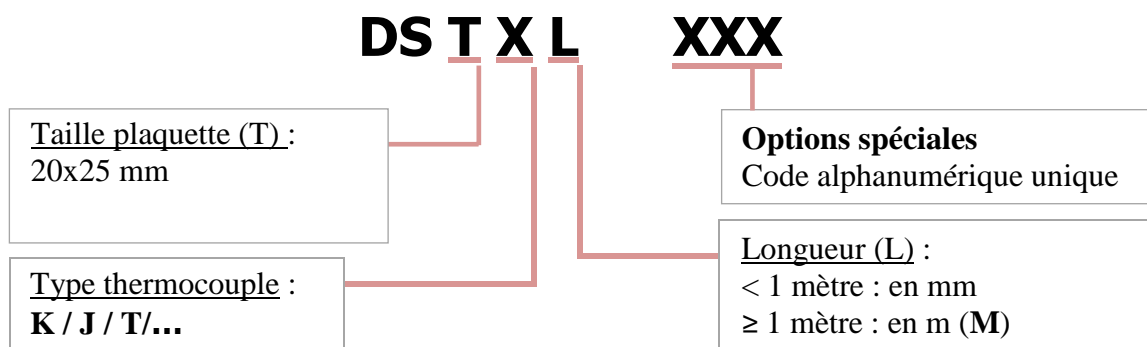 DS T X L XXX
Taille plaquette (T) :
20x25 mm
Type thermocouple :
K / J / T/...
Options spéciales
Code alphanumérique unique
Longueur (L) :
< 1 mètre : en mm
≥ 1 mètre : en m (M)